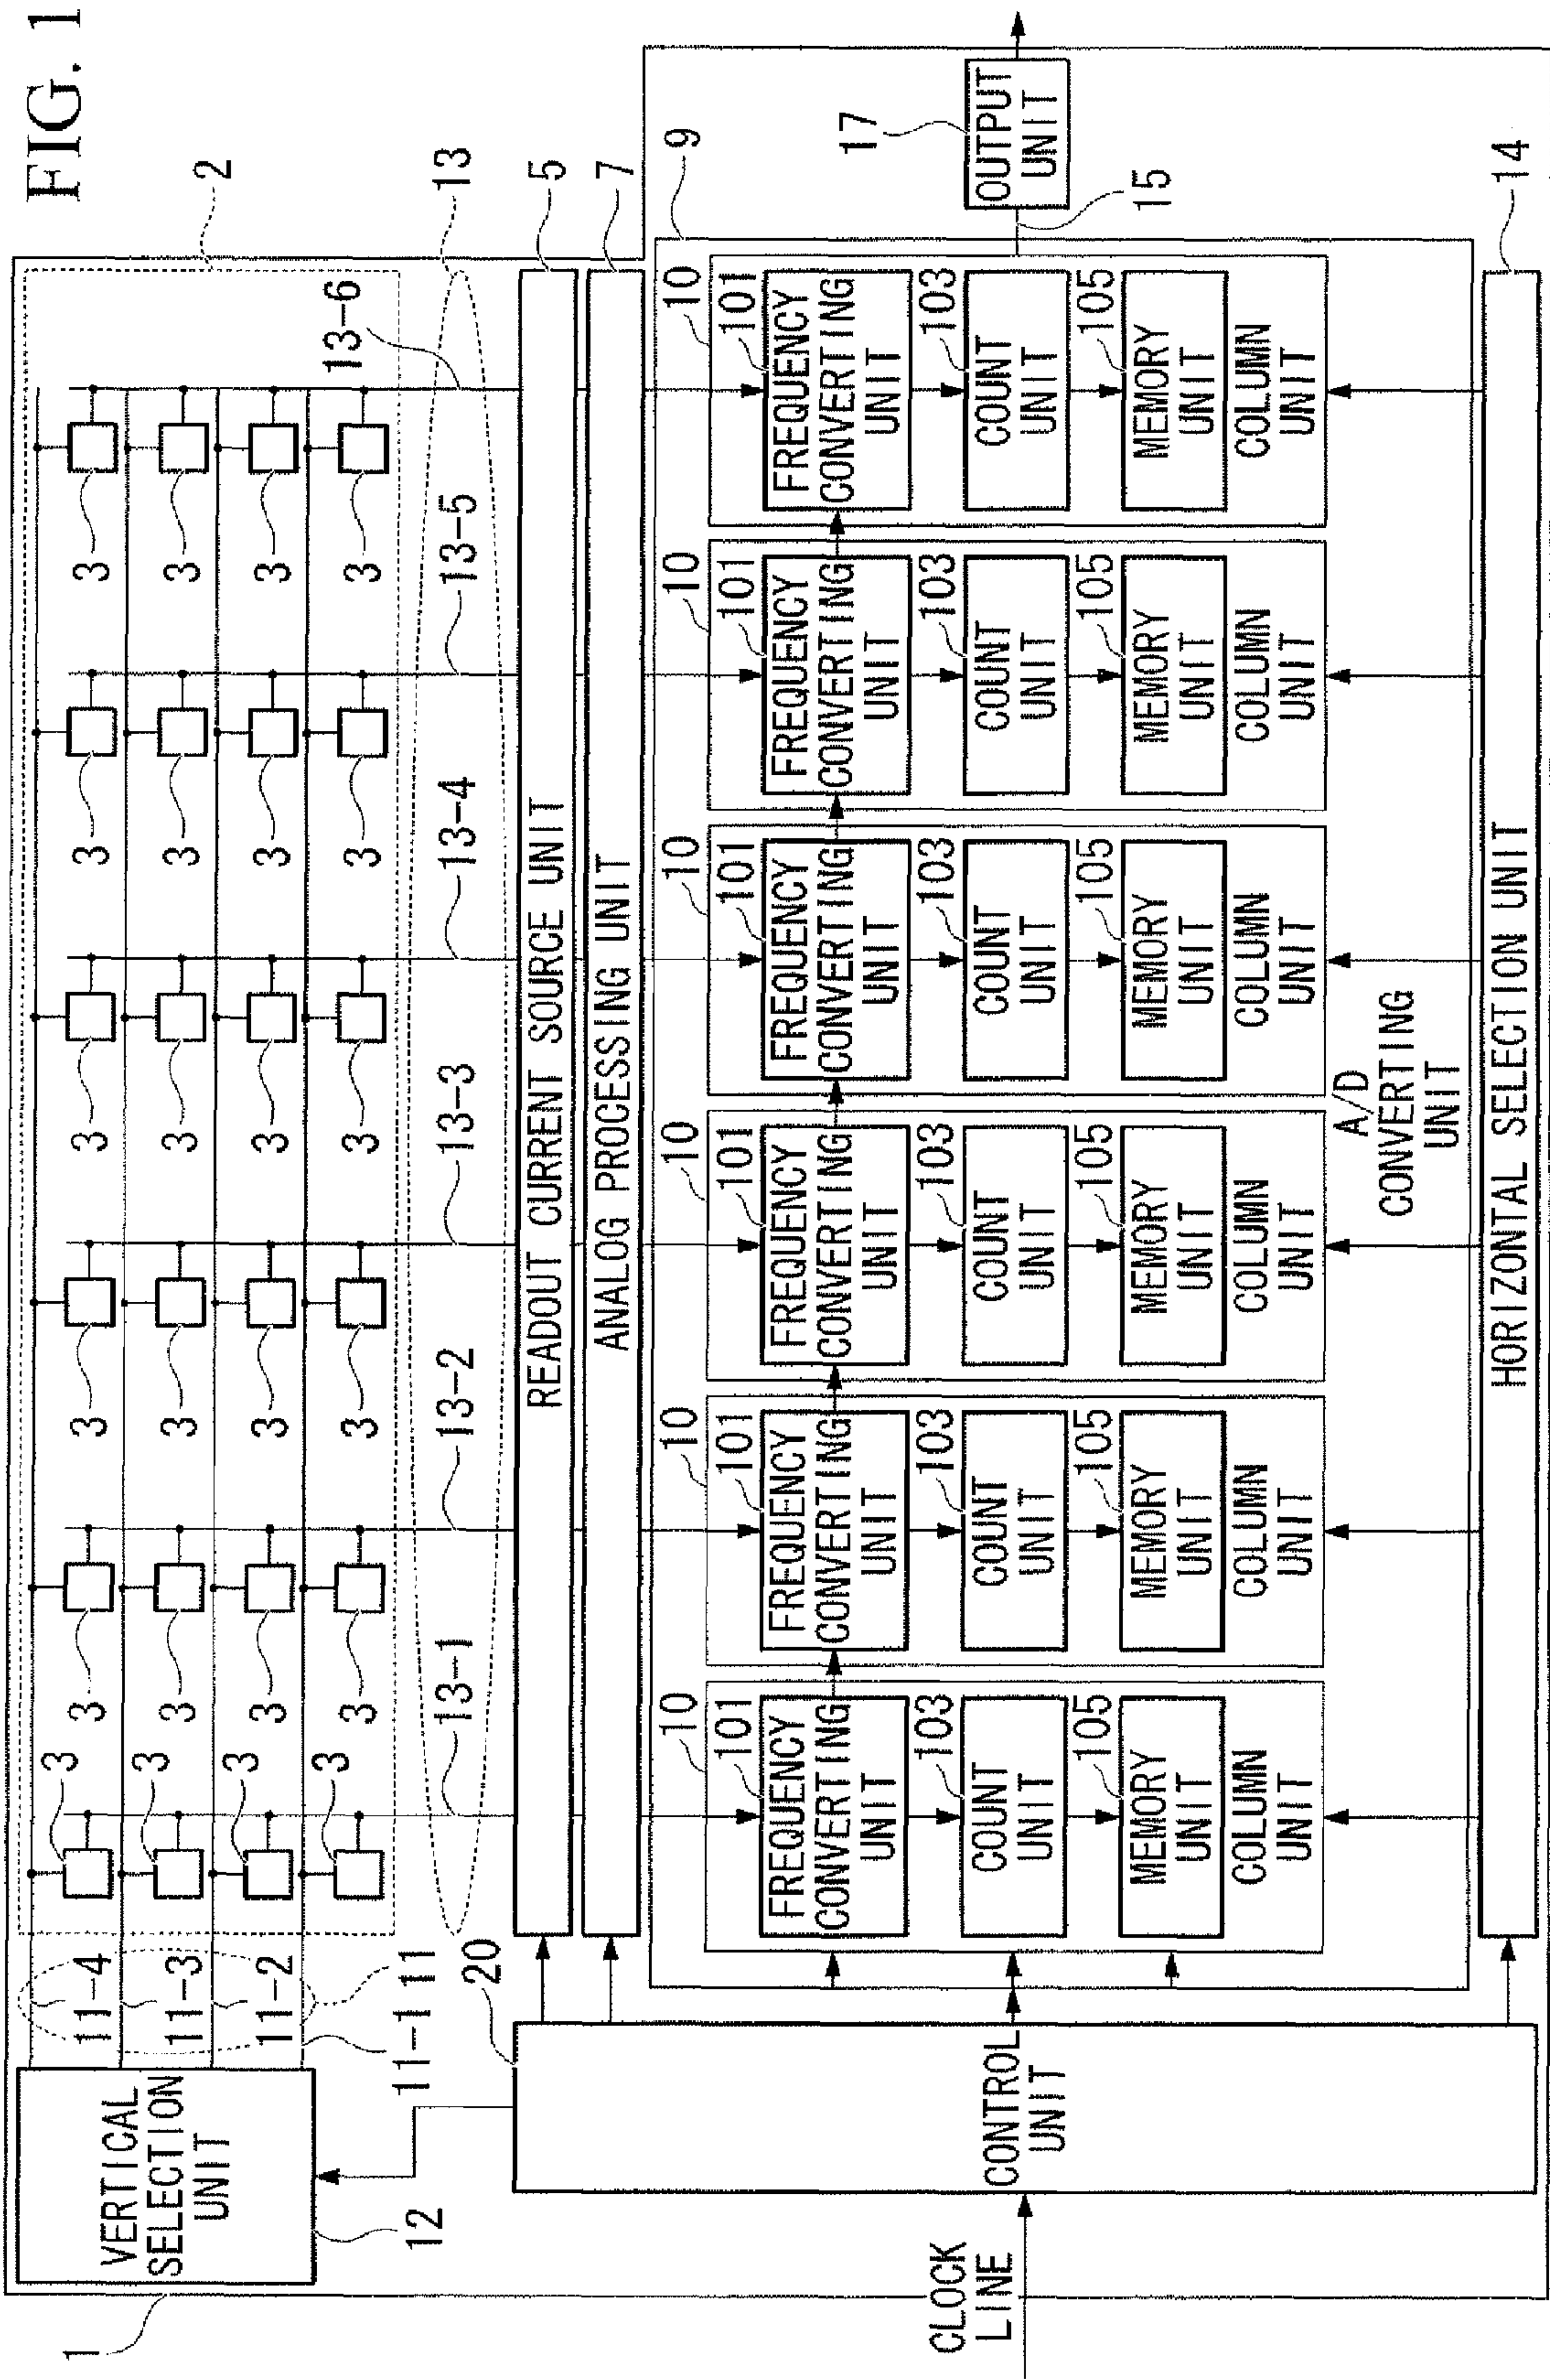 FIG. 1
1
2
VERTICAL
SELECTION
UNIT
12
11-4
11-3
11-2
11-1
11
3 3 3 3 3 3
3 3 3 3 3 3
3 3 3 3 3 3
3 3 3 3 3 3
13-1
13-2
13-3
13-4
13-5
13-6
13
READOUT CURRENT SOURCE UNIT
5
ANALOG PROCESSING UNIT
7
20
CONTROL
UNIT
CLOCK
LINE
9
10
101
FREQUENCY
CONVERTING
UNIT
103
COUNT
UNIT
105
MEMORY
UNIT
COLUMN
UNIT
10
101
FREQUENCY
CONVERTING
UNIT
103
COUNT
UNIT
105
MEMORY
UNIT
COLUMN
UNIT
10
101
FREQUENCY
CONVERTING
UNIT
103
COUNT
UNIT
105
MEMORY
UNIT
COLUMN
UNIT
10
101
FREQUENCY
CONVERTING
UNIT
103
COUNT
UNIT
105
MEMORY
UNIT
COLUMN
UNIT
10
101
FREQUENCY
CONVERTING
UNIT
103
COUNT
UNIT
105
MEMORY
UNIT
COLUMN
UNIT
10
101
FREQUENCY
CONVERTING
UNIT
103
COUNT
UNIT
105
MEMORY
UNIT
COLUMN
UNIT
A/D
CONVERTING
UNIT
17
OUTPUT
UNIT
15
HORIZONTAL SELECTION UNIT
14